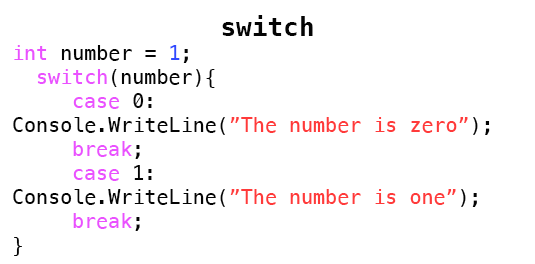 switch
int number = 1;
switch(number){
case 0:
Console.WriteLine(”The number is zero”);
break;
case 1:
Console.WriteLine(”The number is one”);
break;
}